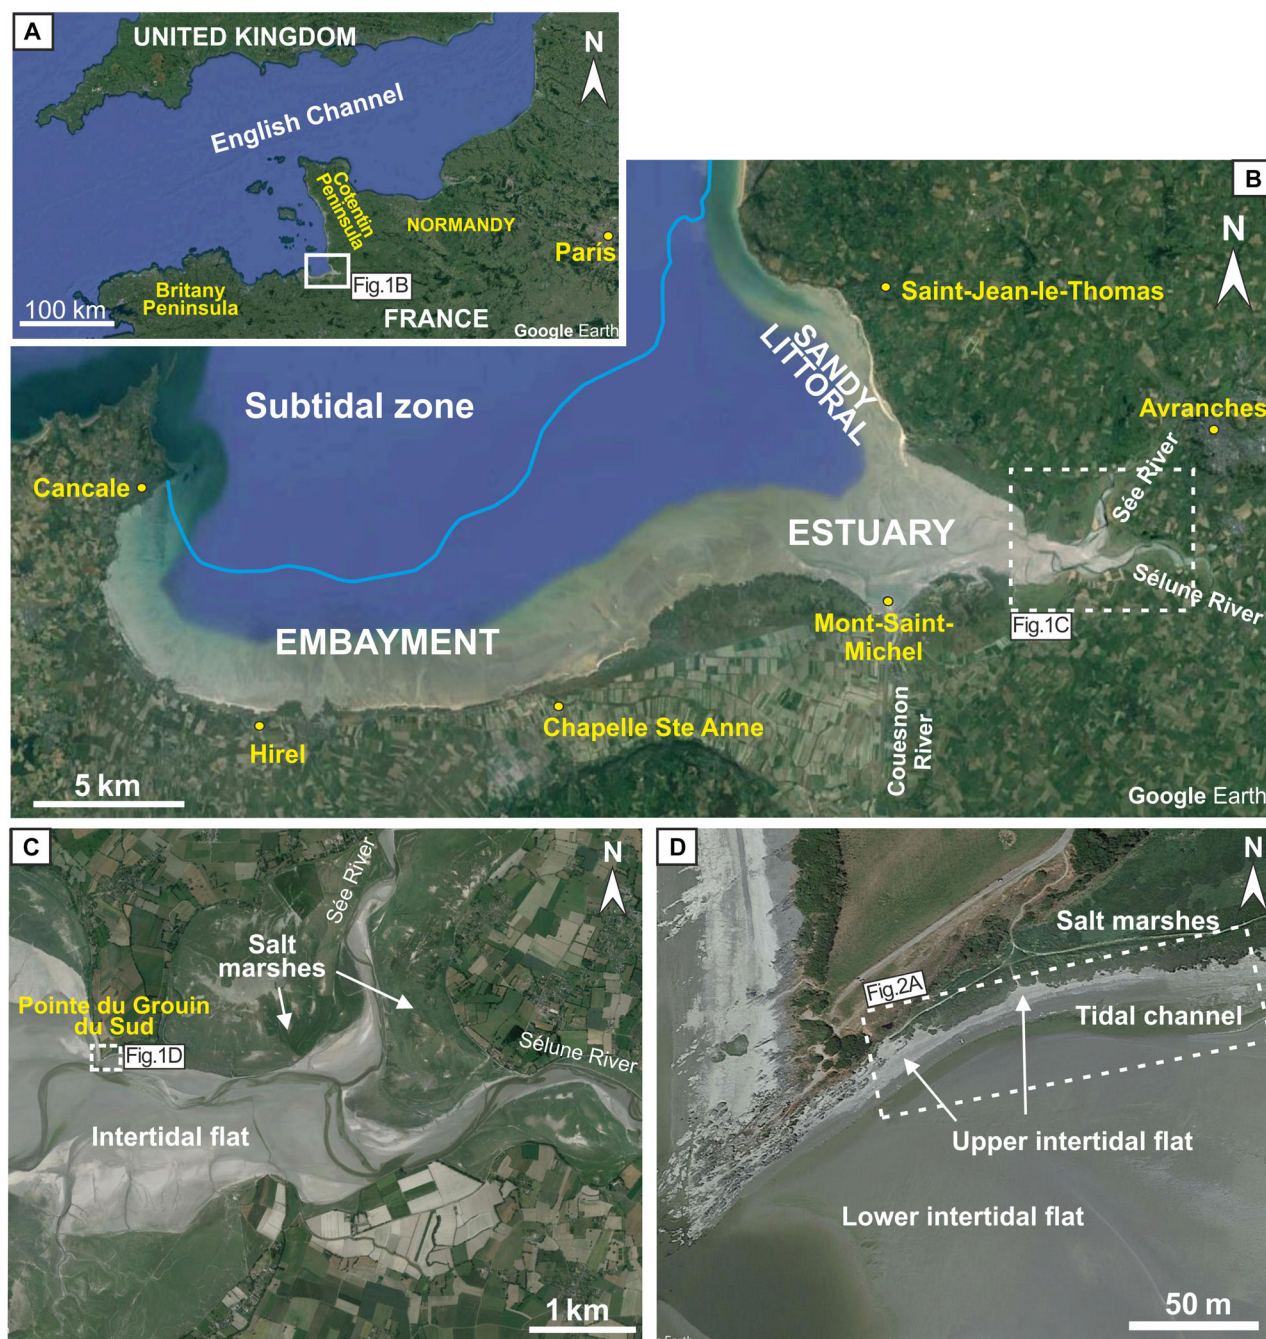 A
UNITED KINGDOM
N
English Channel
Cotentin
Peninsula
NORMANDY
París
Fig.1B
Britany
Peninsula
100 km
FRANCE
Google Earth
B
N
Saint-Jean-le-Thomas
SANDY
LITTORAL
Subtidal zone
Avranches
Cancale
Sée River
ESTUARY
Sélune River
Mont-Saint-
Michel
Fig.1C
EMBAYMENT
Chapelle Ste Anne
Couesnon
River
Hirel
5 km
Google Earth
C
N
Sée River
Salt
marshes
Pointe du Grouin
du Sud
Fig.1D
Sélune River
Intertidal flat
1 km
D
N
Salt marshes
Fig.2A
Tidal channel
Upper intertidal flat
Lower intertidal flat
50 m
Earth